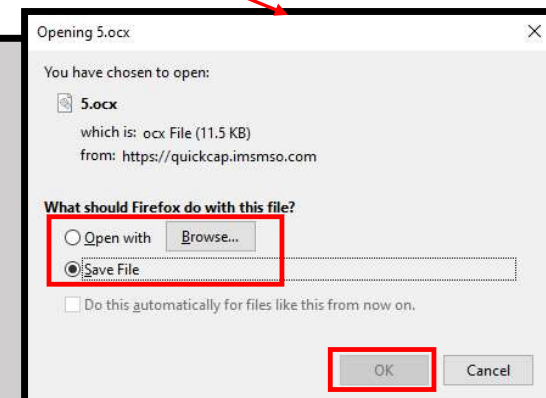 Opening 5.ocx
You have chosen to open:
5.ocx
which is: ocx File (11.5 KB)
from: https://quickcap.imsmso.com
What should Firefox do with this file?
Open with Browse...
Save File
Do this automatically for files like this from now on.
OK Cancel